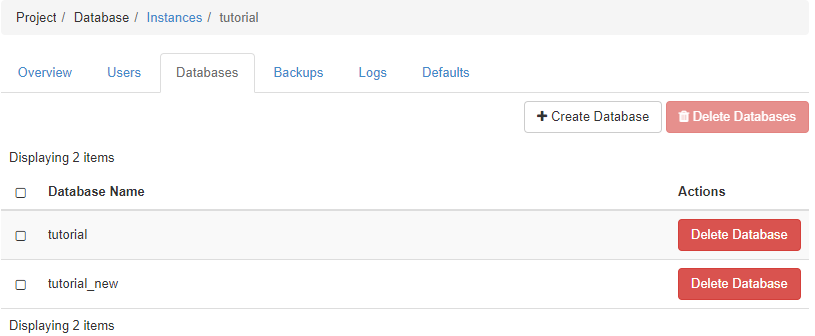 Project / Database / Instances / tutorial
Overview Users Databases Backups Logs Defaults
+ Create Database Delete Databases
Displaying 2 items
Database Name Actions
tutorial Delete Database
tutorial_new Delete Database
Displaying 2 items